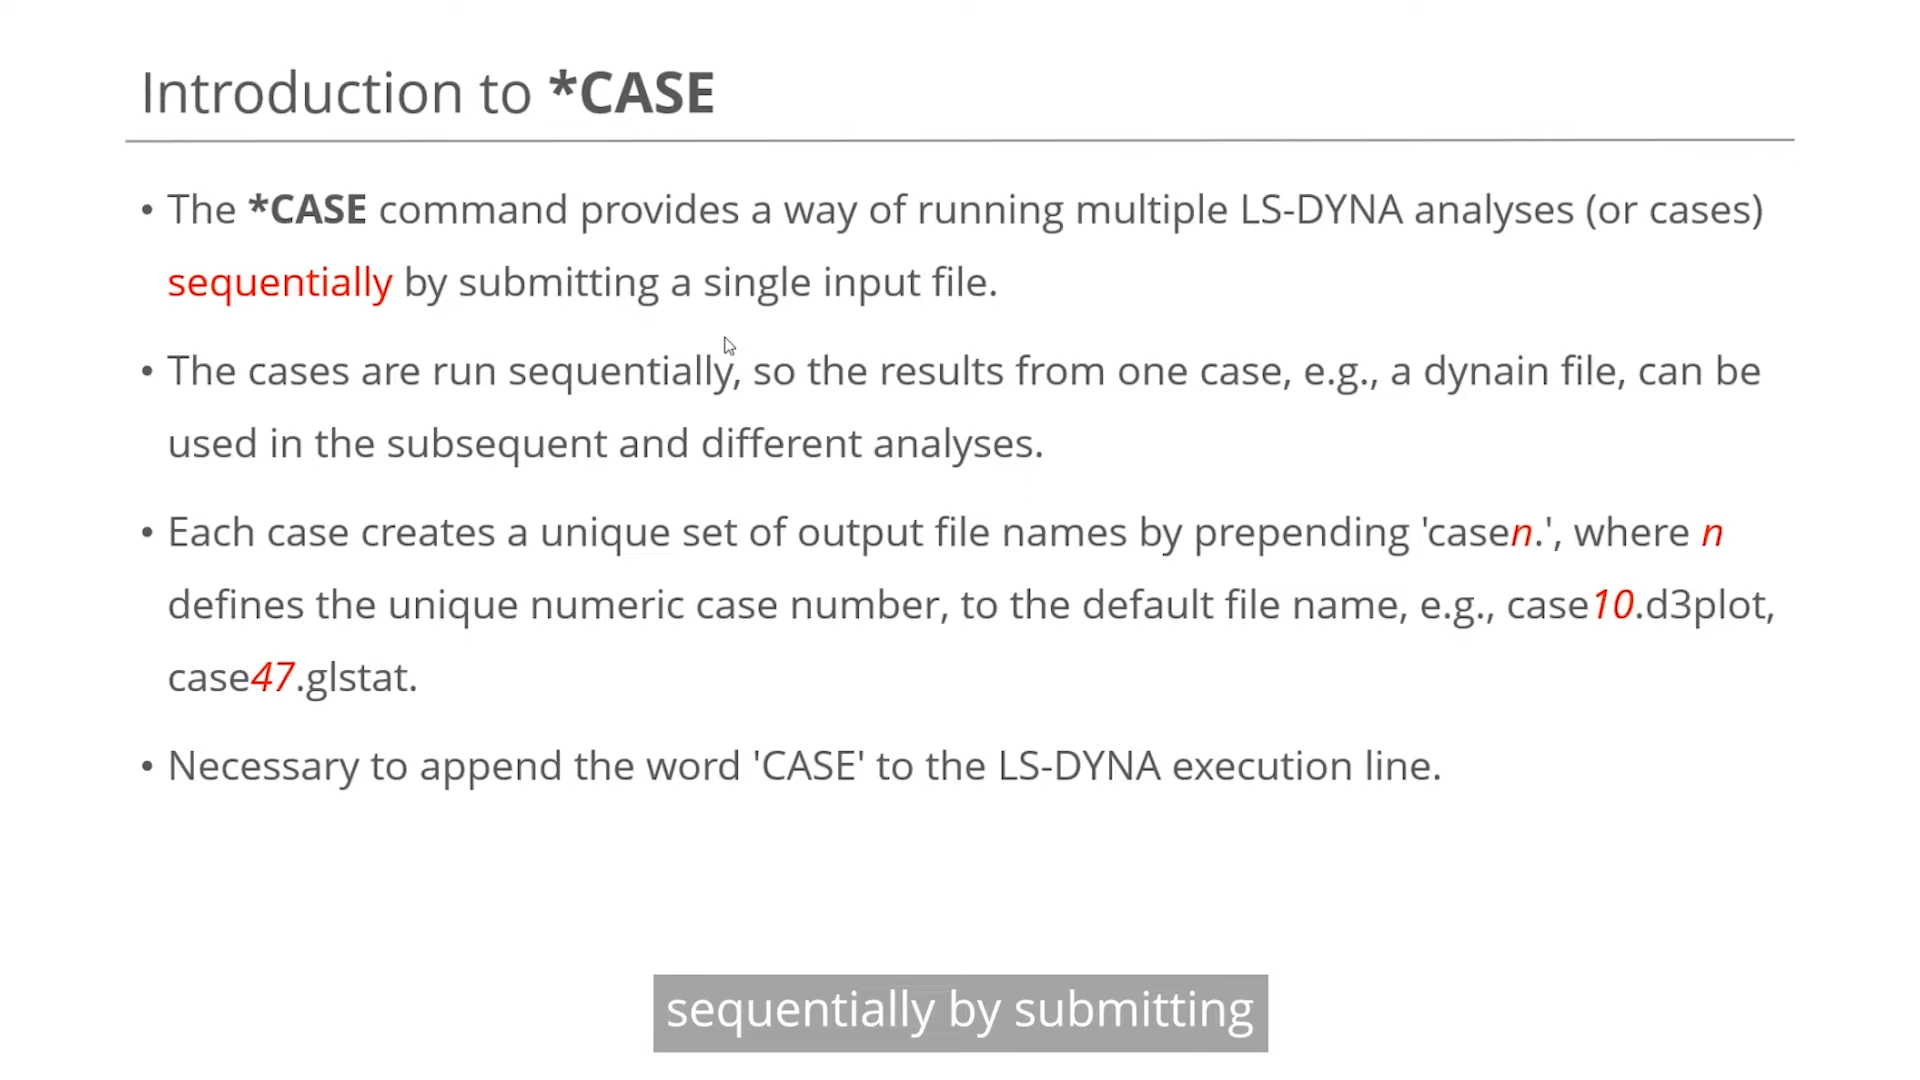 Introduction to *CASE
• The *CASE command provides a way of running multiple LS-DYNA analyses (or cases)
sequentially by submitting a single input file.
• The cases are run sequentially, so the results from one case, e.g., a dynain file, can be
used in the subsequent and different analyses.
• Each case creates a unique set of output file names by prepending 'casen.', where n
defines the unique numeric case number, to the default file name, e.g., case10.d3plot,
case47.glstat.
• Necessary to append the word 'CASE' to the LS-DYNA execution line.
sequentially by submitting